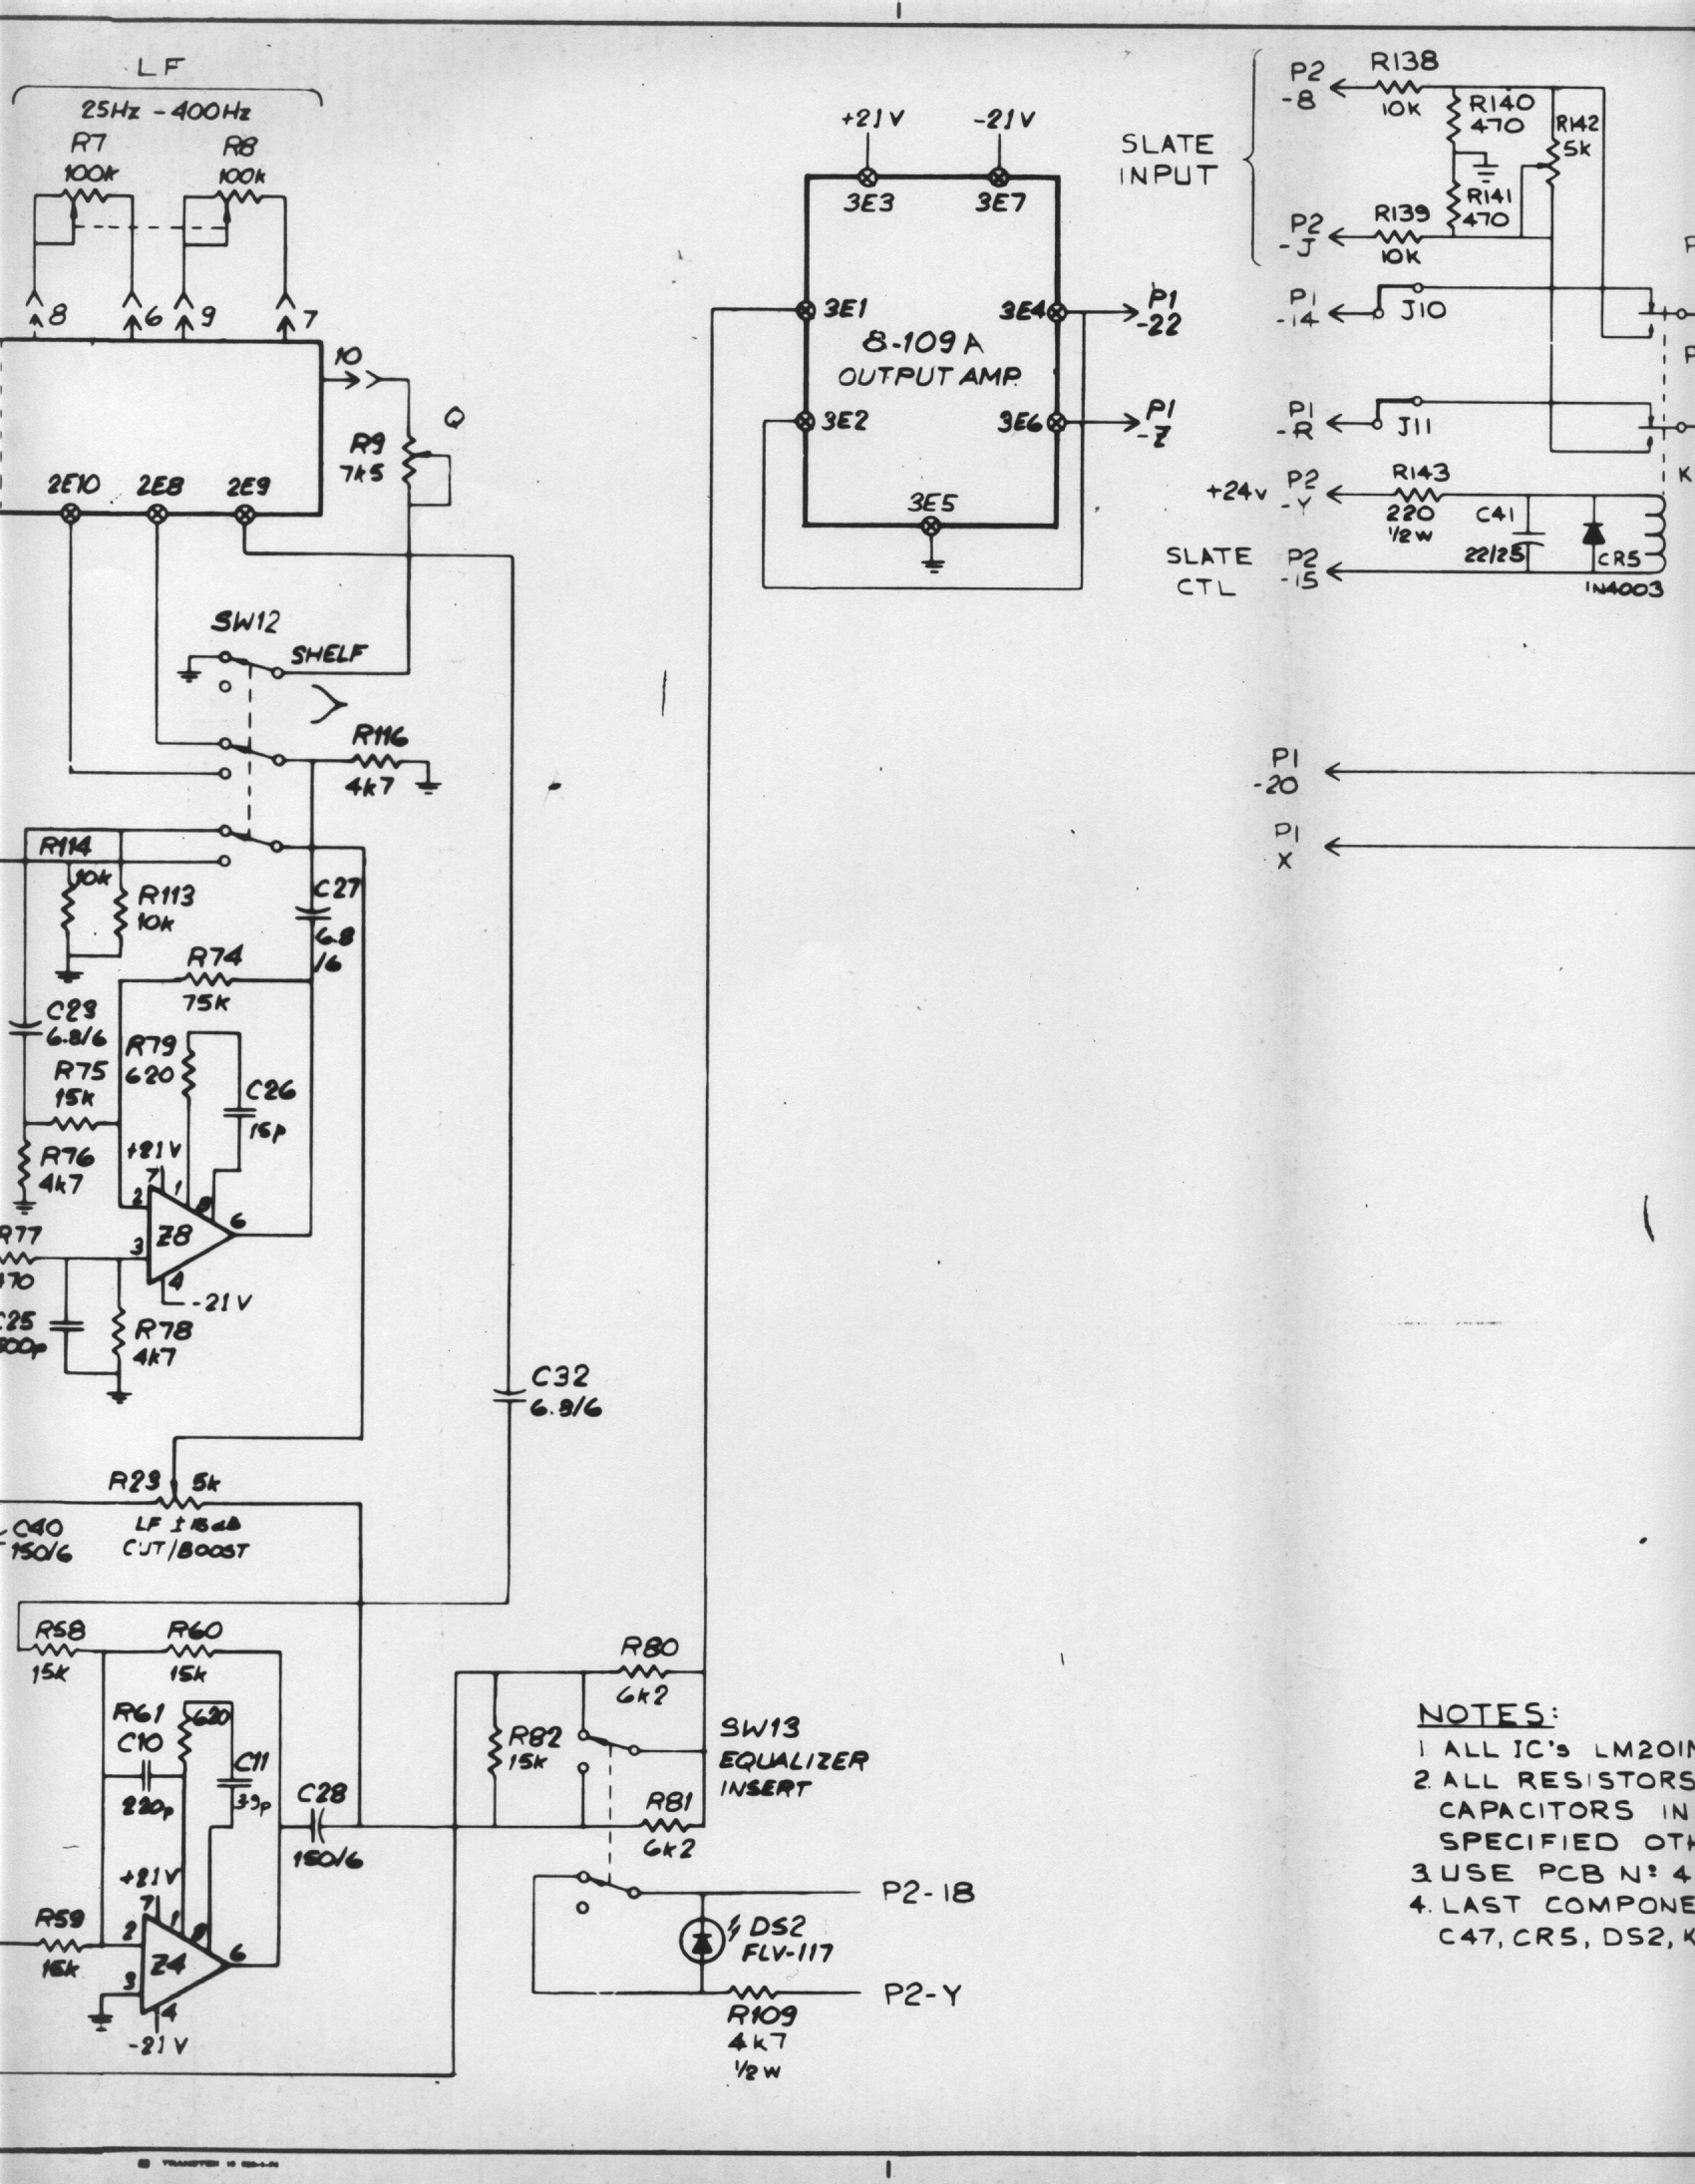 LF
25Hz - 400Hz
R7
100k
R8
100k
8
6
9
7
10
Q
R9
7k5
2E10
2E8
2E9
SW12
SHELF
R116
4k7
R114
10k
R113
10k
C27
6.8
/6
R74
75k
C23
6.8/6
R79
620
R75
15k
C26
15p
R76
4k7
+21V
7
1
8
2
6
3
Z8
4
-21V
R77
R78
4k7
C32
6.8/6
R23 5k
LF ± 15dB
CUT/BOOST
C40
150/6
R58
15k
R60
15k
R61
620
C10
220p
C11
39p
C28
150/6
+21V
7
1
8
R59
15k
2
6
3
Z4
4
-21V
+21V
-21V
3E3
3E7
3E1
3E4
8-109A
OUTPUT AMP
3E2
3E6
3E5
P1
-22
P1
-Z
R80
6k2
R82
15k
SW13
EQUALIZER
INSERT
R81
6k2
P2-18
DS2
FLV-117
P2-Y
R109
4k7
1/2W
SLATE
INPUT
P2
-8
R138
10K
R140
470
R142
5k
R141
470
P2
-J
R139
10K
P1
-14
J10
P1
-R
J11
+24v
P2
-Y
R143
220
1/2W
C41
22/25
CR5
1N4003
SLATE
CTL
P2
-15
K
P1
-20
P1
X
NOTES:
1 ALL IC's LM201
2. ALL RESISTORS
CAPACITORS IN
SPECIFIED
3. USE PCB Nº 4
4. LAST
C47, CR5, DS2, K